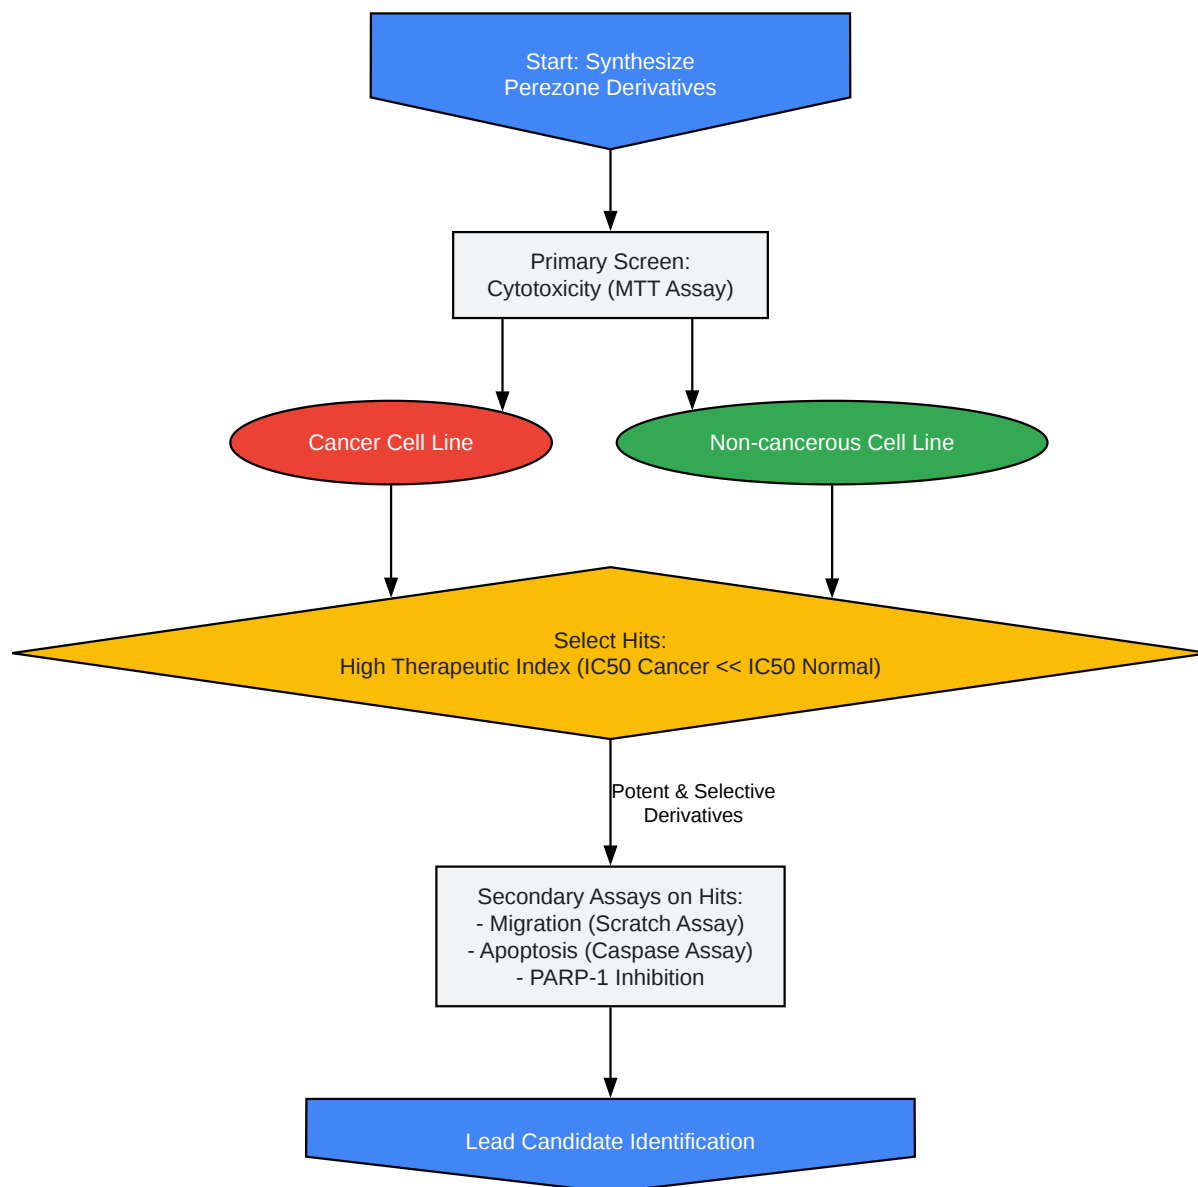 Start: Synthesize
Perezone Derivatives
Primary Screen:
Cytotoxicity (MTT Assay)
Cancer Cell Line
Non-cancerous Cell Line
Select Hits:
High Therapeutic Index (IC50 Cancer << IC50 Normal)
Potent & Selective
Derivatives
Secondary Assays on Hits:
- Migration (Scratch Assay)
- Apoptosis (Caspase Assay)
- PARP-1 Inhibition
Lead Candidate Identification